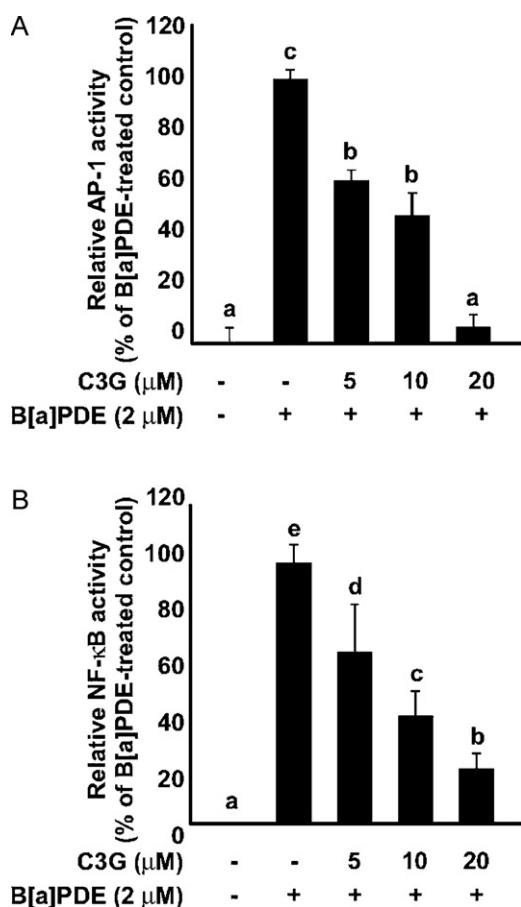 A
Relative AP-1 activity
(% of B[a]PDE-treated control)
120
100
80
60
40
20
0
a
c
b
b
a
C3G (μM) - - 5 10 20
B[a]PDE (2 μM) - + + + +
B
Relative NF-κB activity
(% of B[a]PDE-treated control)
120
100
80
60
40
20
0
a
e
d
c
b
C3G (μM) - - 5 10 20
B[a]PDE (2 μM) - + + + +